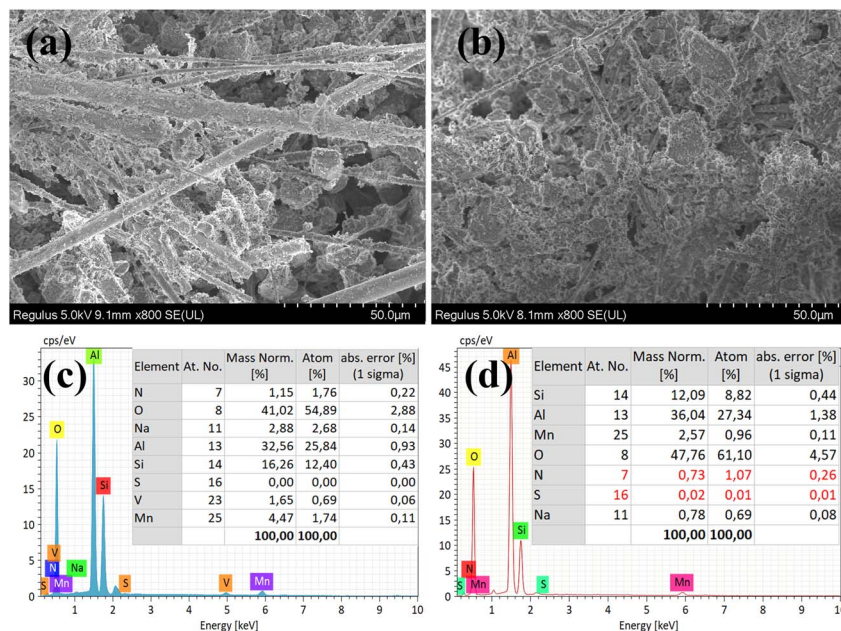 (a)
(b)
Regulus 5.0kV 9.1mm x800 SE(UL) 50.0µm
Regulus 5.0kV 8.1mm x800 SE(UL) 50.0µm
cps/eV
(c)
Element At. No. Mass Norm. [%] Atom [%] abs. error [%] (1 sigma)
N 7 1,15 1,76 0,22
O 8 41,02 54,89 2,88
Na 11 2,88 2,68 0,14
Al 13 32,56 25,84 0,93
Si 14 16,26 12,40 0,43
S 16 0,00 0,00 0,00
V 23 1,65 0,69 0,06
Mn 25 4,47 1,74 0,11
100,00 100,00
Al
O
Si
V
N
Na
S
Mn
S
V
Mn
30
25
20
15
10
5
0
0 1 2 3 4 5 6 7 8 9 10
Energy [keV]
cps/eV
(d)
Element At. No. Mass Norm. [%] Atom [%] abs. error [%] (1 sigma)
Si 14 12,09 8,82 0,44
Al 13 36,04 27,34 1,38
Mn 25 2,57 0,96 0,11
O 8 47,76 61,10 4,57
N 7 0,73 1,07 0,26
S 16 0,02 0,01 0,01
Na 11 0,78 0,69 0,08
100,00 100,00
Al
O
Si
N
S
Mn
S
Mn
45
40
35
30
25
20
15
10
5
0
0 1 2 3 4 5 6 7 8 9 10
Energy [keV]